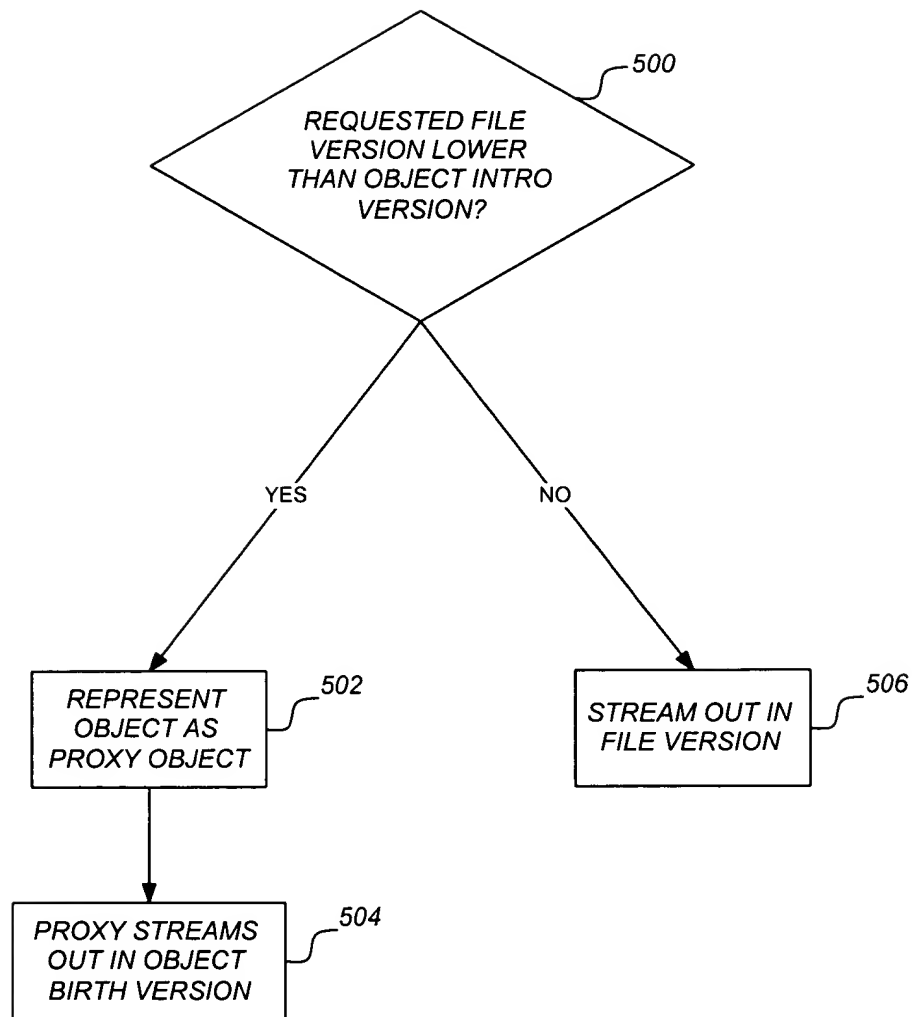 500
REQUESTED FILE
VERSION LOWER
THAN OBJECT INTRO
VERSION?
YES
NO
REPRESENT
OBJECT AS
PROXY OBJECT
502
STREAM OUT IN
FILE VERSION
506
PROXY STREAMS
OUT IN OBJECT
BIRTH VERSION
504